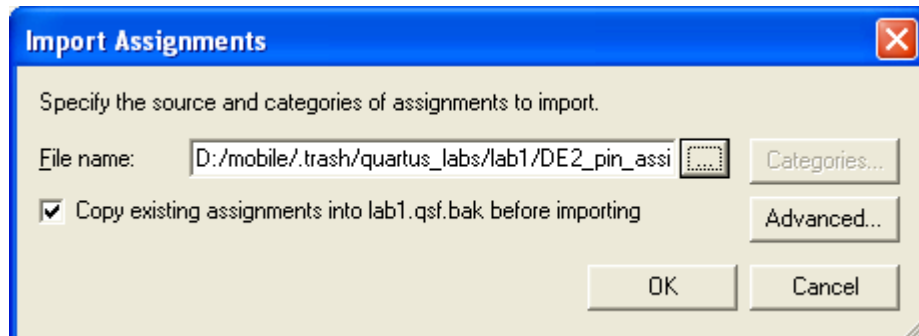 Import Assignments
Specify the source and categories of assignments to import.
File name: D:/mobile/.trash/quartus_labs/lab1/DE2_pin_assi ... Categories...
Copy existing assignments into lab1.qsf.bak before importing Advanced...
OK Cancel